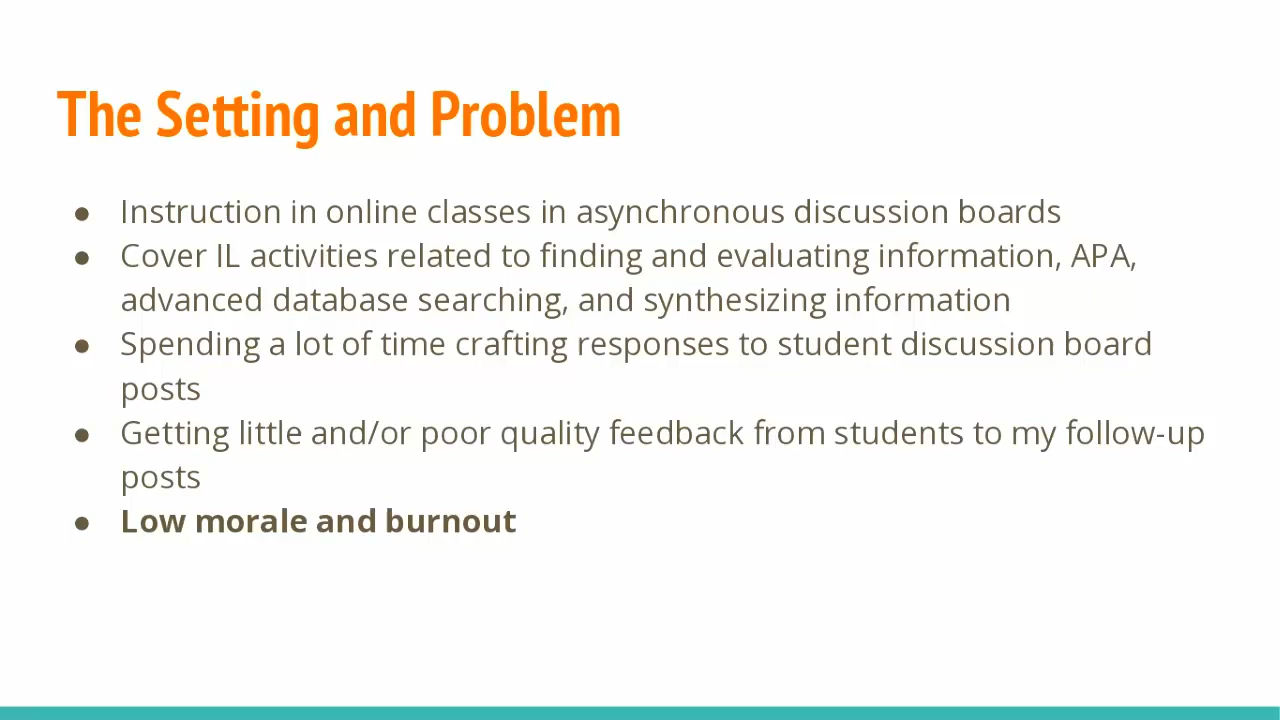 The Setting and Problem
● Instruction in online classes in asynchronous discussion boards
● Cover IL activities related to finding and evaluating information, APA,
advanced database searching, and synthesizing information
● Spending a lot of time crafting responses to student discussion board
posts
● Getting little and/or poor quality feedback from students to my follow-up
posts
● Low morale and burnout